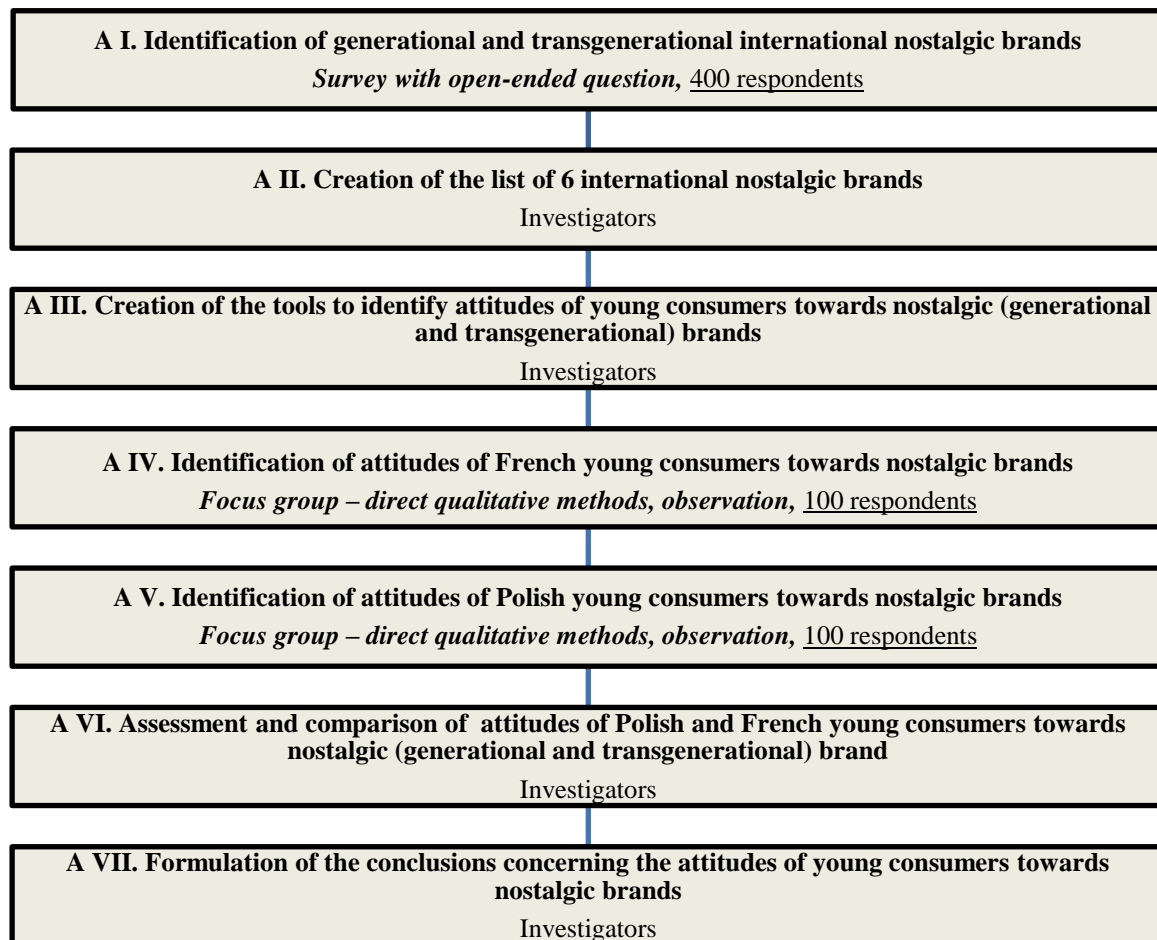 A I. Identification of generational and transgenerational international nostalgic brands
Survey with open-ended question, 400 respondents
A II. Creation of the list of 6 international nostalgic brands
Investigators
A III. Creation of the tools to identify attitudes of young consumers towards nostalgic (generational
and transgenerational) brands
Investigators
A IV. Identification of attitudes of French young consumers towards nostalgic brands
Focus group – direct qualitative methods, observation, 100 respondents
A V. Identification of attitudes of Polish young consumers towards nostalgic brands
Focus group – direct qualitative methods, observation, 100 respondents
A VI. Assessment and comparison of attitudes of Polish and French young consumers towards
nostalgic (generational and transgenerational) brand
Investigators
A VII. Formulation of the conclusions concerning the attitudes of young consumers towards
nostalgic brands
Investigators